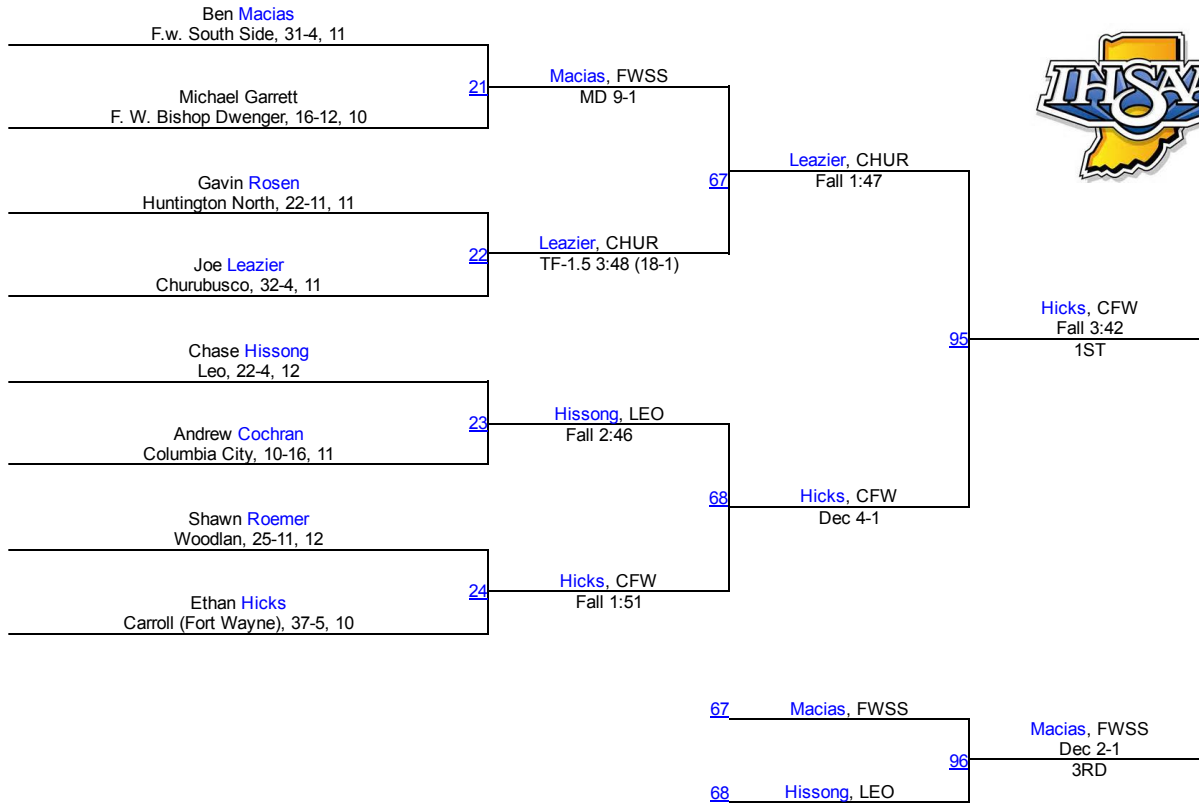 Ben Macias
F.w. South Side, 31-4, 11
21
Macias, FWSS
MD 9-1
Michael Garrett
F. W. Bishop Dwenger, 16-12, 10
67
Leazier, CHUR
Fall 1:47
Gavin Rosen
Huntington North, 22-11, 11
22
Leazier, CHUR
TF-1.5 3:48 (18-1)
Joe Leazier
Churubusco, 32-4, 11
95
Hicks, CFW
Fall 3:42
1ST
Chase Hissong
Leo, 22-4, 12
23
Hissong, LEO
Fall 2:46
Andrew Cochran
Columbia City, 10-16, 11
68
Hicks, CFW
Dec 4-1
Shawn Roemer
Woodlan, 25-11, 12
24
Hicks, CFW
Fall 1:51
Ethan Hicks
Carroll (Fort Wayne), 37-5, 10
67
Macias, FWSS
96
Macias, FWSS
Dec 2-1
3RD
68
Hissong, LEO
IHSAA